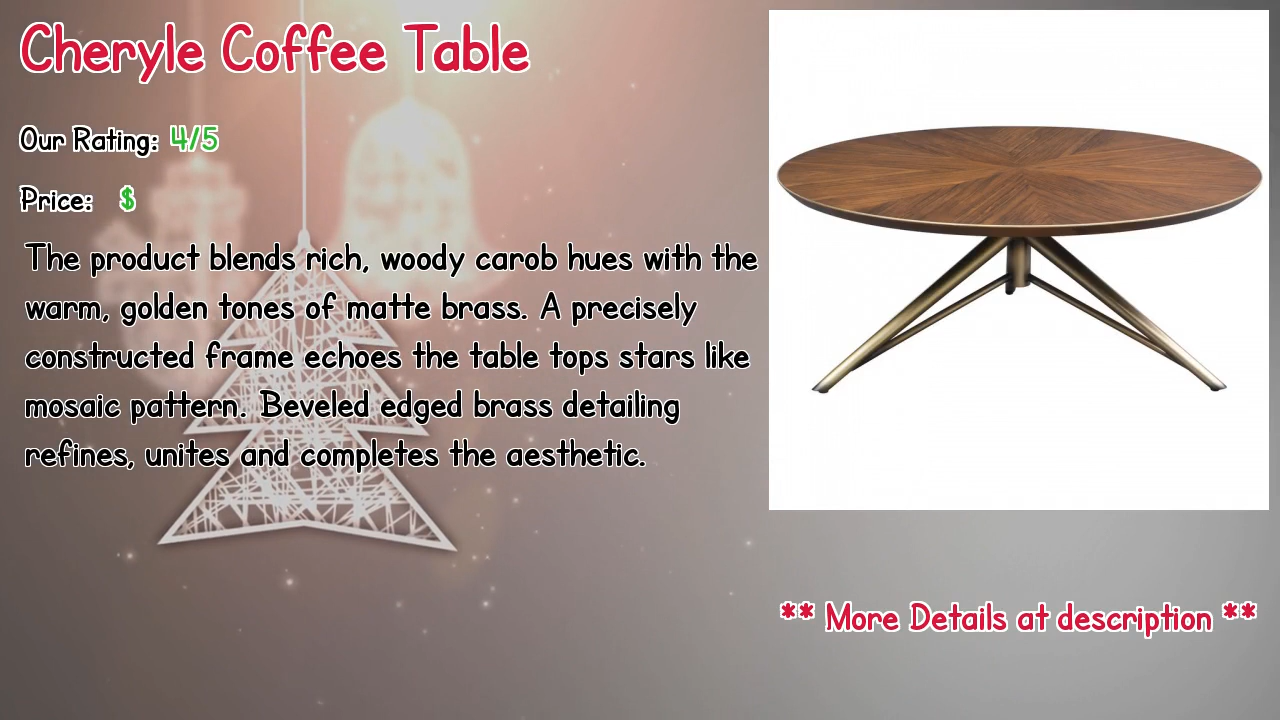 Cheryle Coffee Table
Our Rating: 4/5
Price: $
The product blends rich, woody carob hues with the
warm, golden tones of matte brass. A precisely
constructed frame echoes the table tops stars like
mosaic pattern. Beveled edged brass detailing
refines, unites and completes the aesthetic.
** More Details at description **